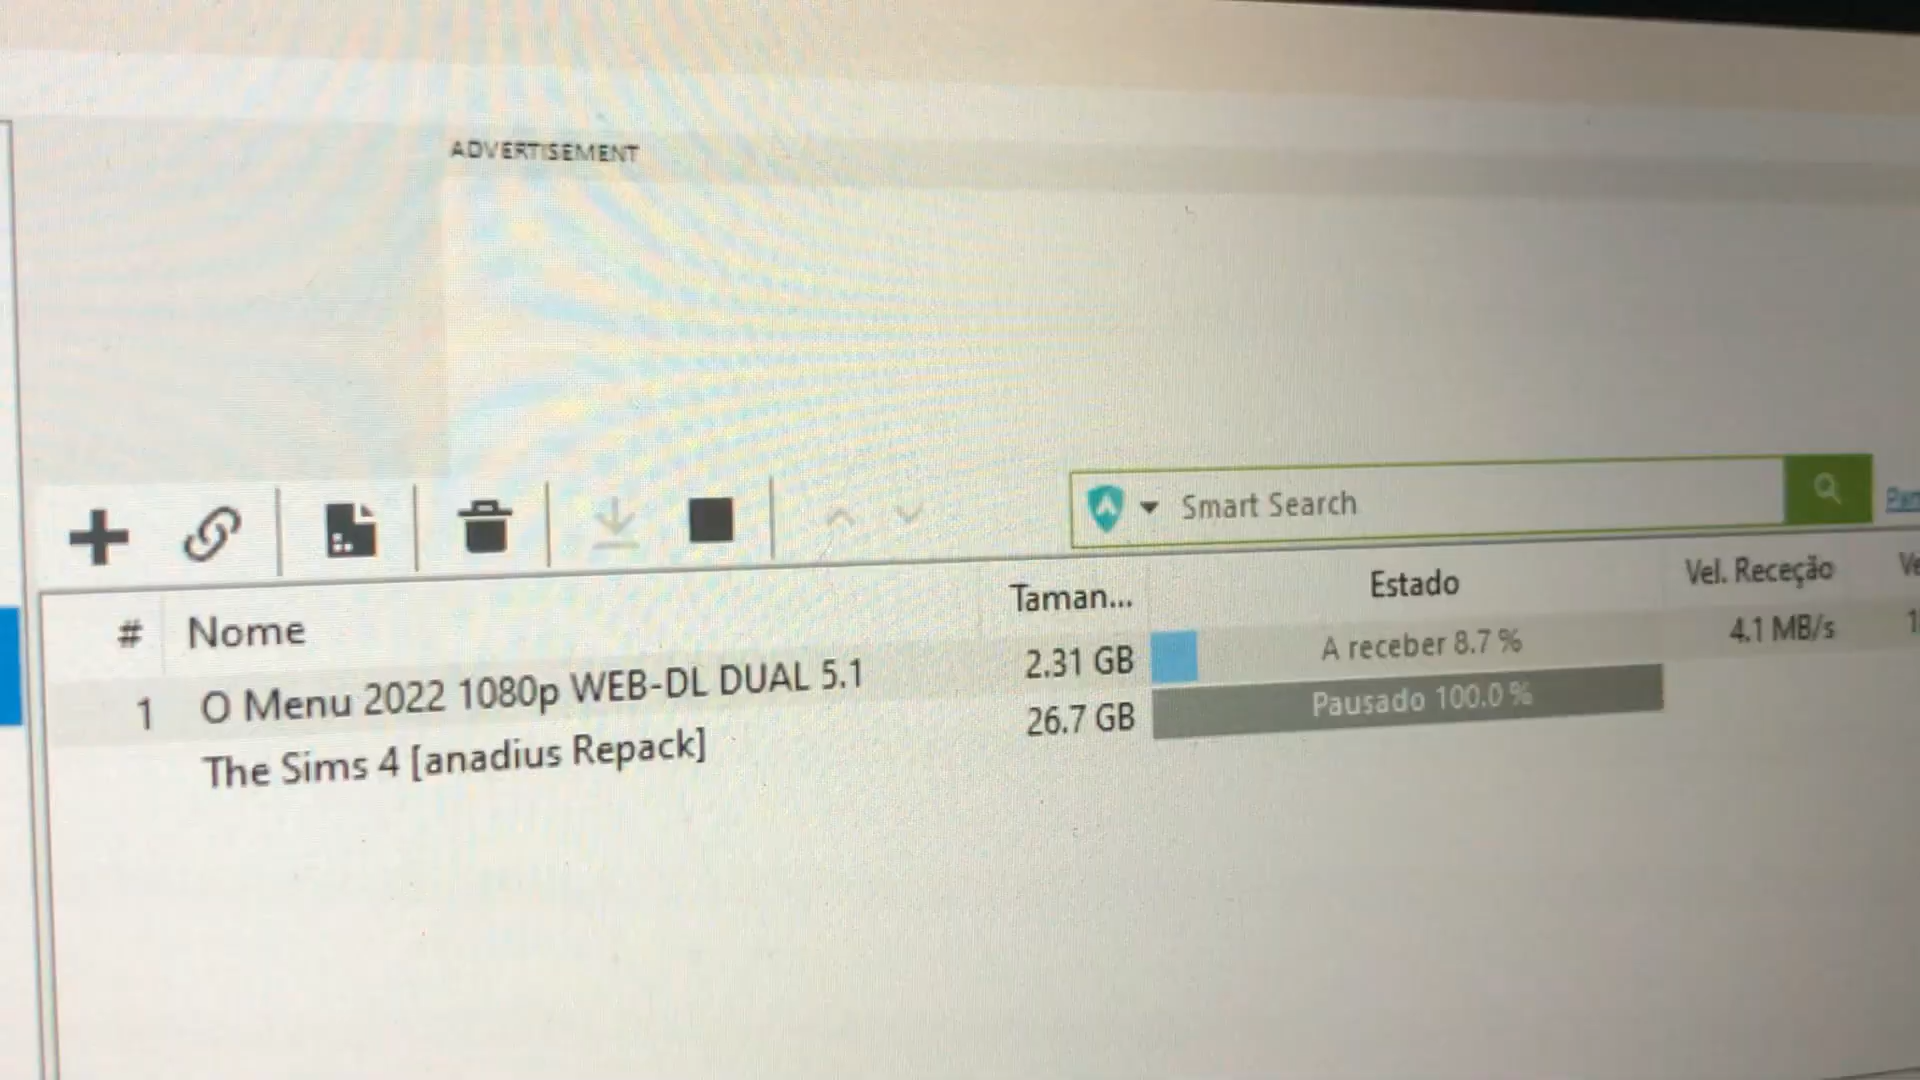 ADVERTISEMENT
Smart Search
# Nome Taman... Estado Vel. Receção
1 O Menu 2022 1080p WEB-DL DUAL 5.1 2.31 GB A receber 8.7 % 4.1 MB/s
The Sims 4 [anadius Repack] 26.7 GB Pausado 100.0 %